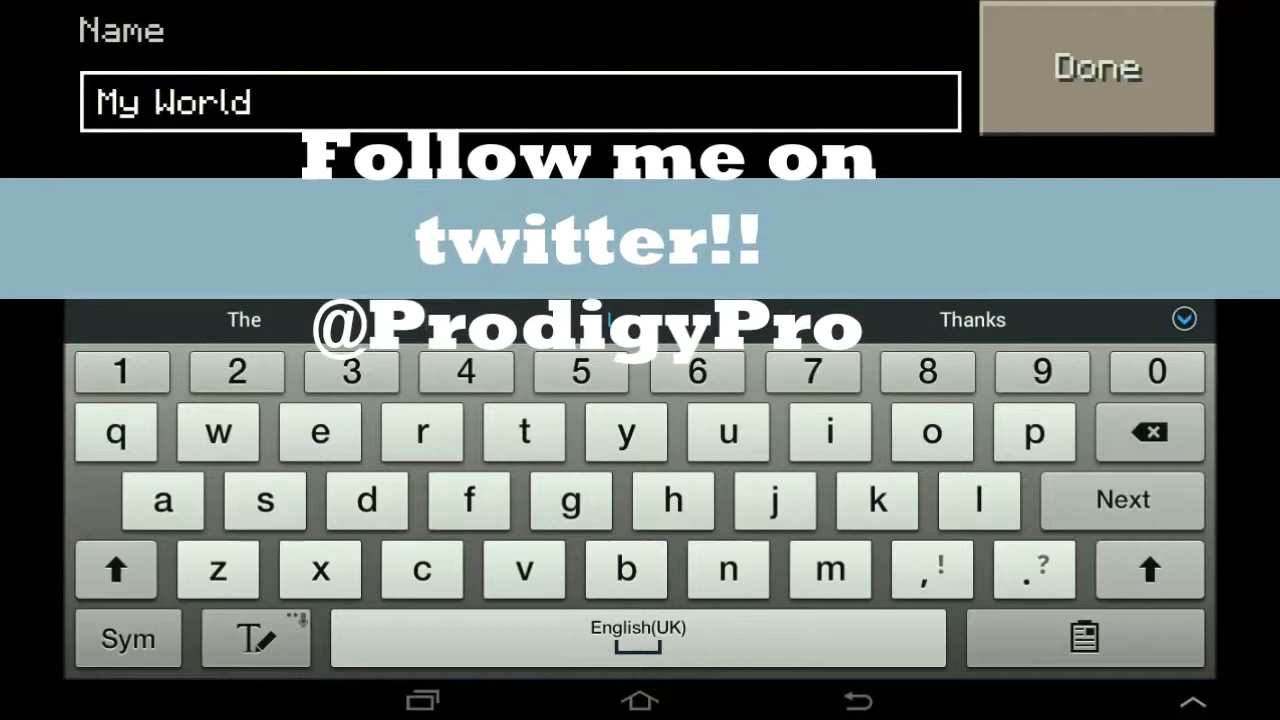 Name
Done
My World
Follow me on
twitter!!
@ProdigyPro
The I Thanks
1 2 3 4 5 6 7 8 9 0
q w e r t y u i o p
a s d f g h j k l Next
z x c v b n m , ! . ?
Sym T English(UK)